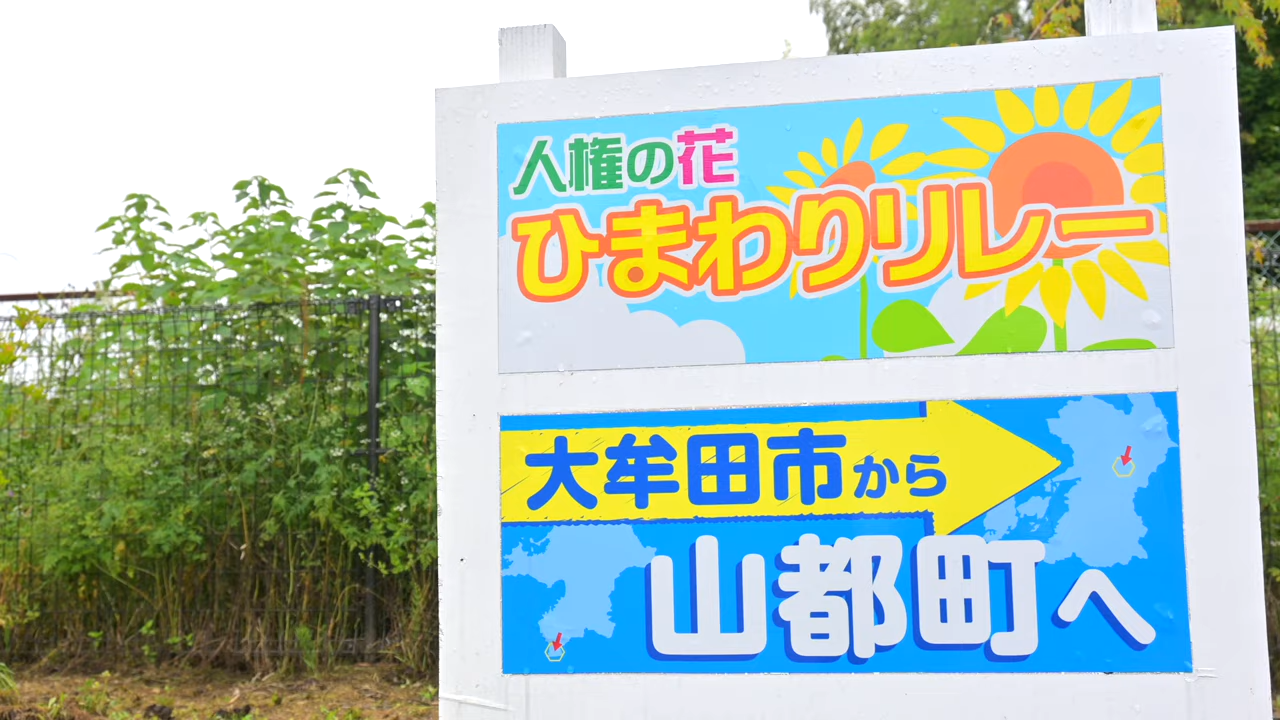 人権の花
ひまわりリレー
大牟田市から
山都町へ